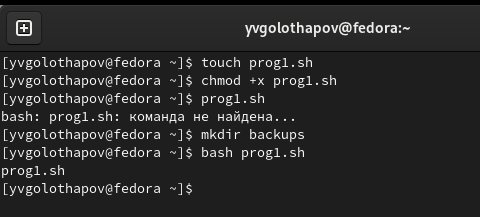 yvgolothapov@fedora:~
[yvgolothapov@fedora ~]$ touch prog1.sh
[yvgolothapov@fedora ~]$ chmod +x prog1.sh
[yvgolothapov@fedora ~]$ prog1.sh
bash: prog1.sh: команда не найдена...
[yvgolothapov@fedora ~]$ mkdir backups
[yvgolothapov@fedora ~]$ bash prog1.sh
prog1.sh
[yvgolothapov@fedora ~]$